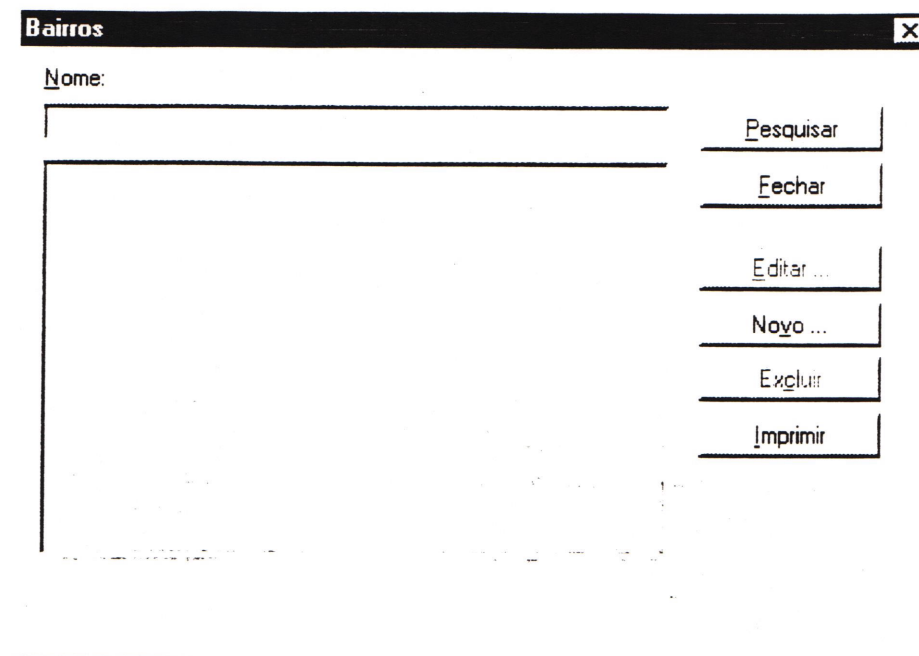 Bairros
Nome:
Pesquisar
Fechar
Editar ...
Novo ...
Excluir
Imprimir